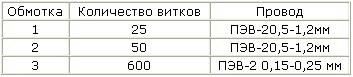 Обмотка Количество витков Провод
1 25 ПЭВ-20,5-1,2мм
2 50 ПЭВ-20,5-1,2мм
3 600 ПЭВ-2 0,15-0,25 мм